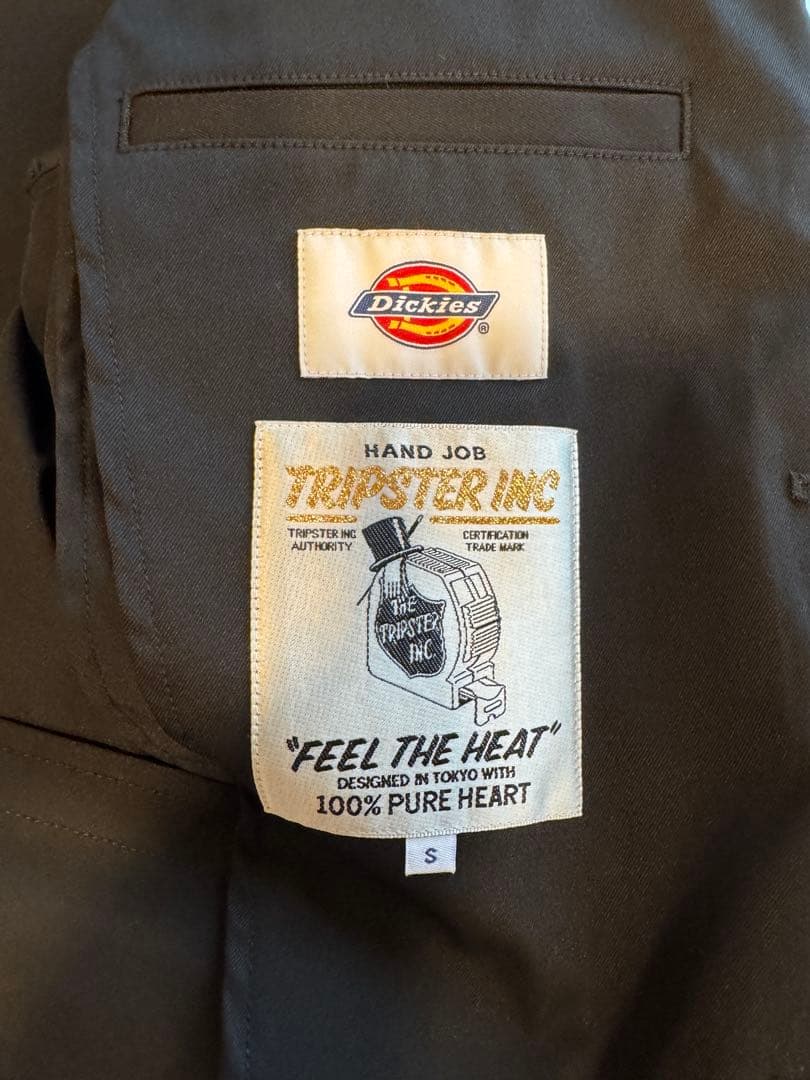 Dickies
®
HAND JOB
TRIPSTER INC
TRIPSTER INC
AUTHORITY
CERTIFICATION
TRADE MARK
THE
TRIPSTER
INC
"FEEL THE HEAT"
DESIGNED IN TOKYO WITH
100% PURE HEART
S